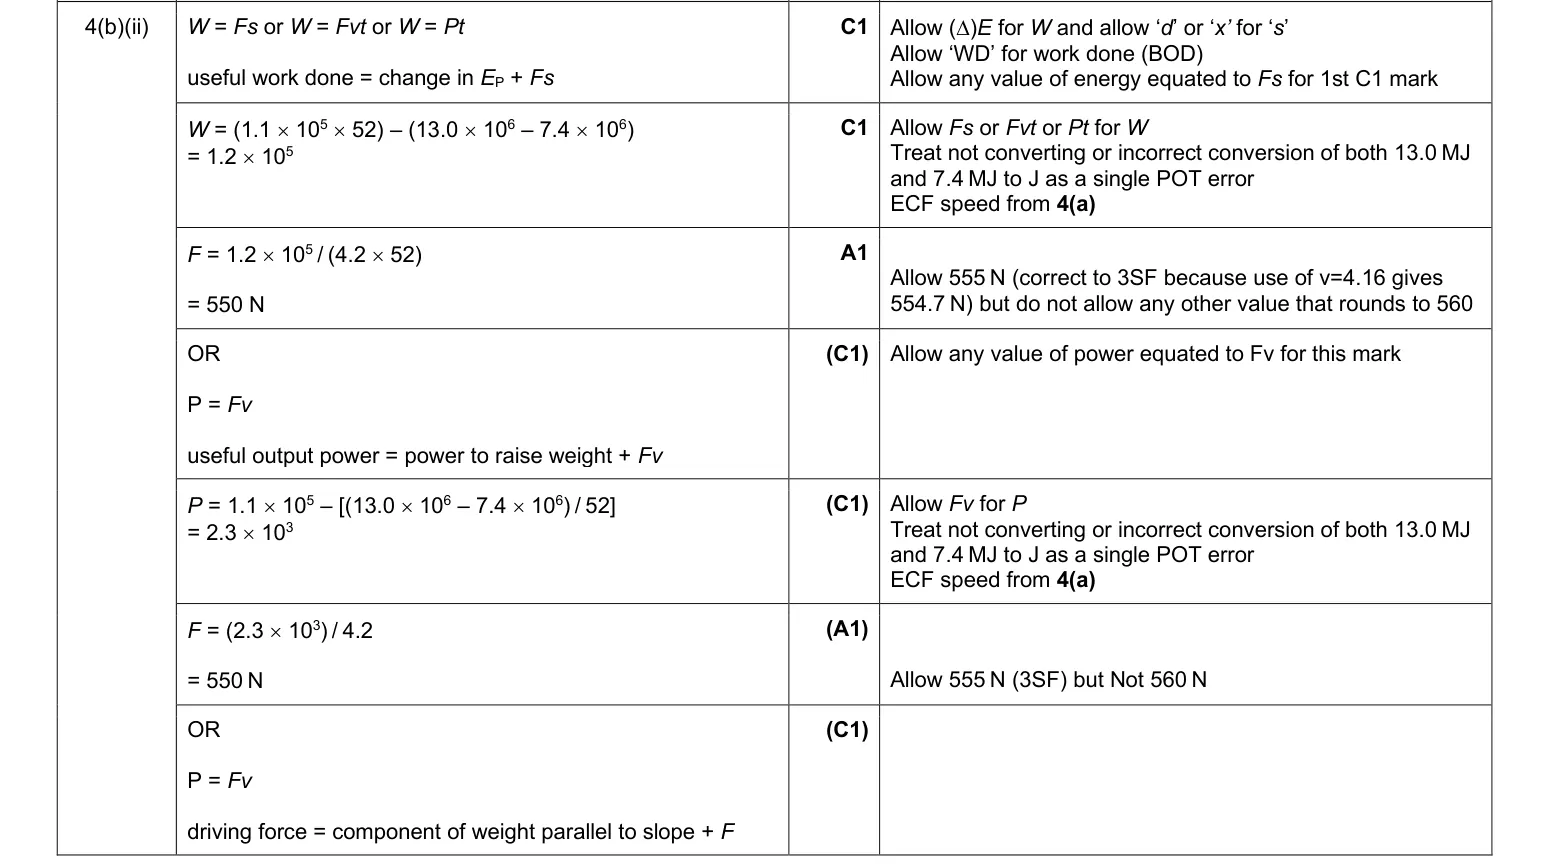 4(b)(ii)
W = Fs or W = Fvt or W = Pt
C1
Allow (∆)E for W and allow ‘d’ or ‘x’ for ‘s’
Allow ‘WD’ for work done (BOD)
useful work done = change in Eₚ + Fs
Allow any value of energy equated to Fs for 1st C1 mark
W = (1.1 × 10⁵ × 52) – (13.0 × 10⁶ – 7.4 × 10⁶)
= 1.2 × 10⁵
C1
Allow Fs or Fvt or Pt for W
Treat not converting or incorrect conversion of both 13.0 MJ
and 7.4 MJ to J as a single POT error
ECF speed from 4(a)
F = 1.2 × 10⁵ / (4.2 × 52)
= 550 N
A1
Allow 555 N (correct to 3SF because use of v=4.16 gives
554.7 N) but do not allow any other value that rounds to 560
OR
P = Fv
useful output power = power to raise weight + Fv
(C1)
Allow any value of power equated to Fv for this mark
P = 1.1 × 10⁵ – [(13.0 × 10⁶ – 7.4 × 10⁶) / 52]
= 2.3 × 10³
(C1)
Allow Fv for P
Treat not converting or incorrect conversion of both 13.0 MJ
and 7.4 MJ to J as a single POT error
ECF speed from 4(a)
F = (2.3 × 10³) / 4.2
= 550 N
(A1)
Allow 555 N (3SF) but Not 560 N
OR
P = Fv
driving force = component of weight parallel to slope + F
(C1)